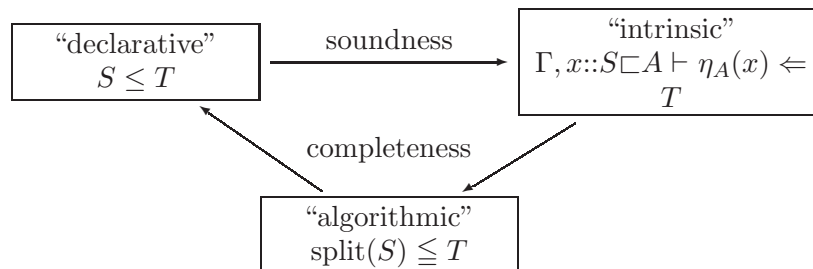 “declarative”
S ≤ T
soundness
“intrinsic”
Γ, x::S⊏A ⊢ η_A(x) ⇐
T
completeness
“algorithmic”
split(S) ≦ T